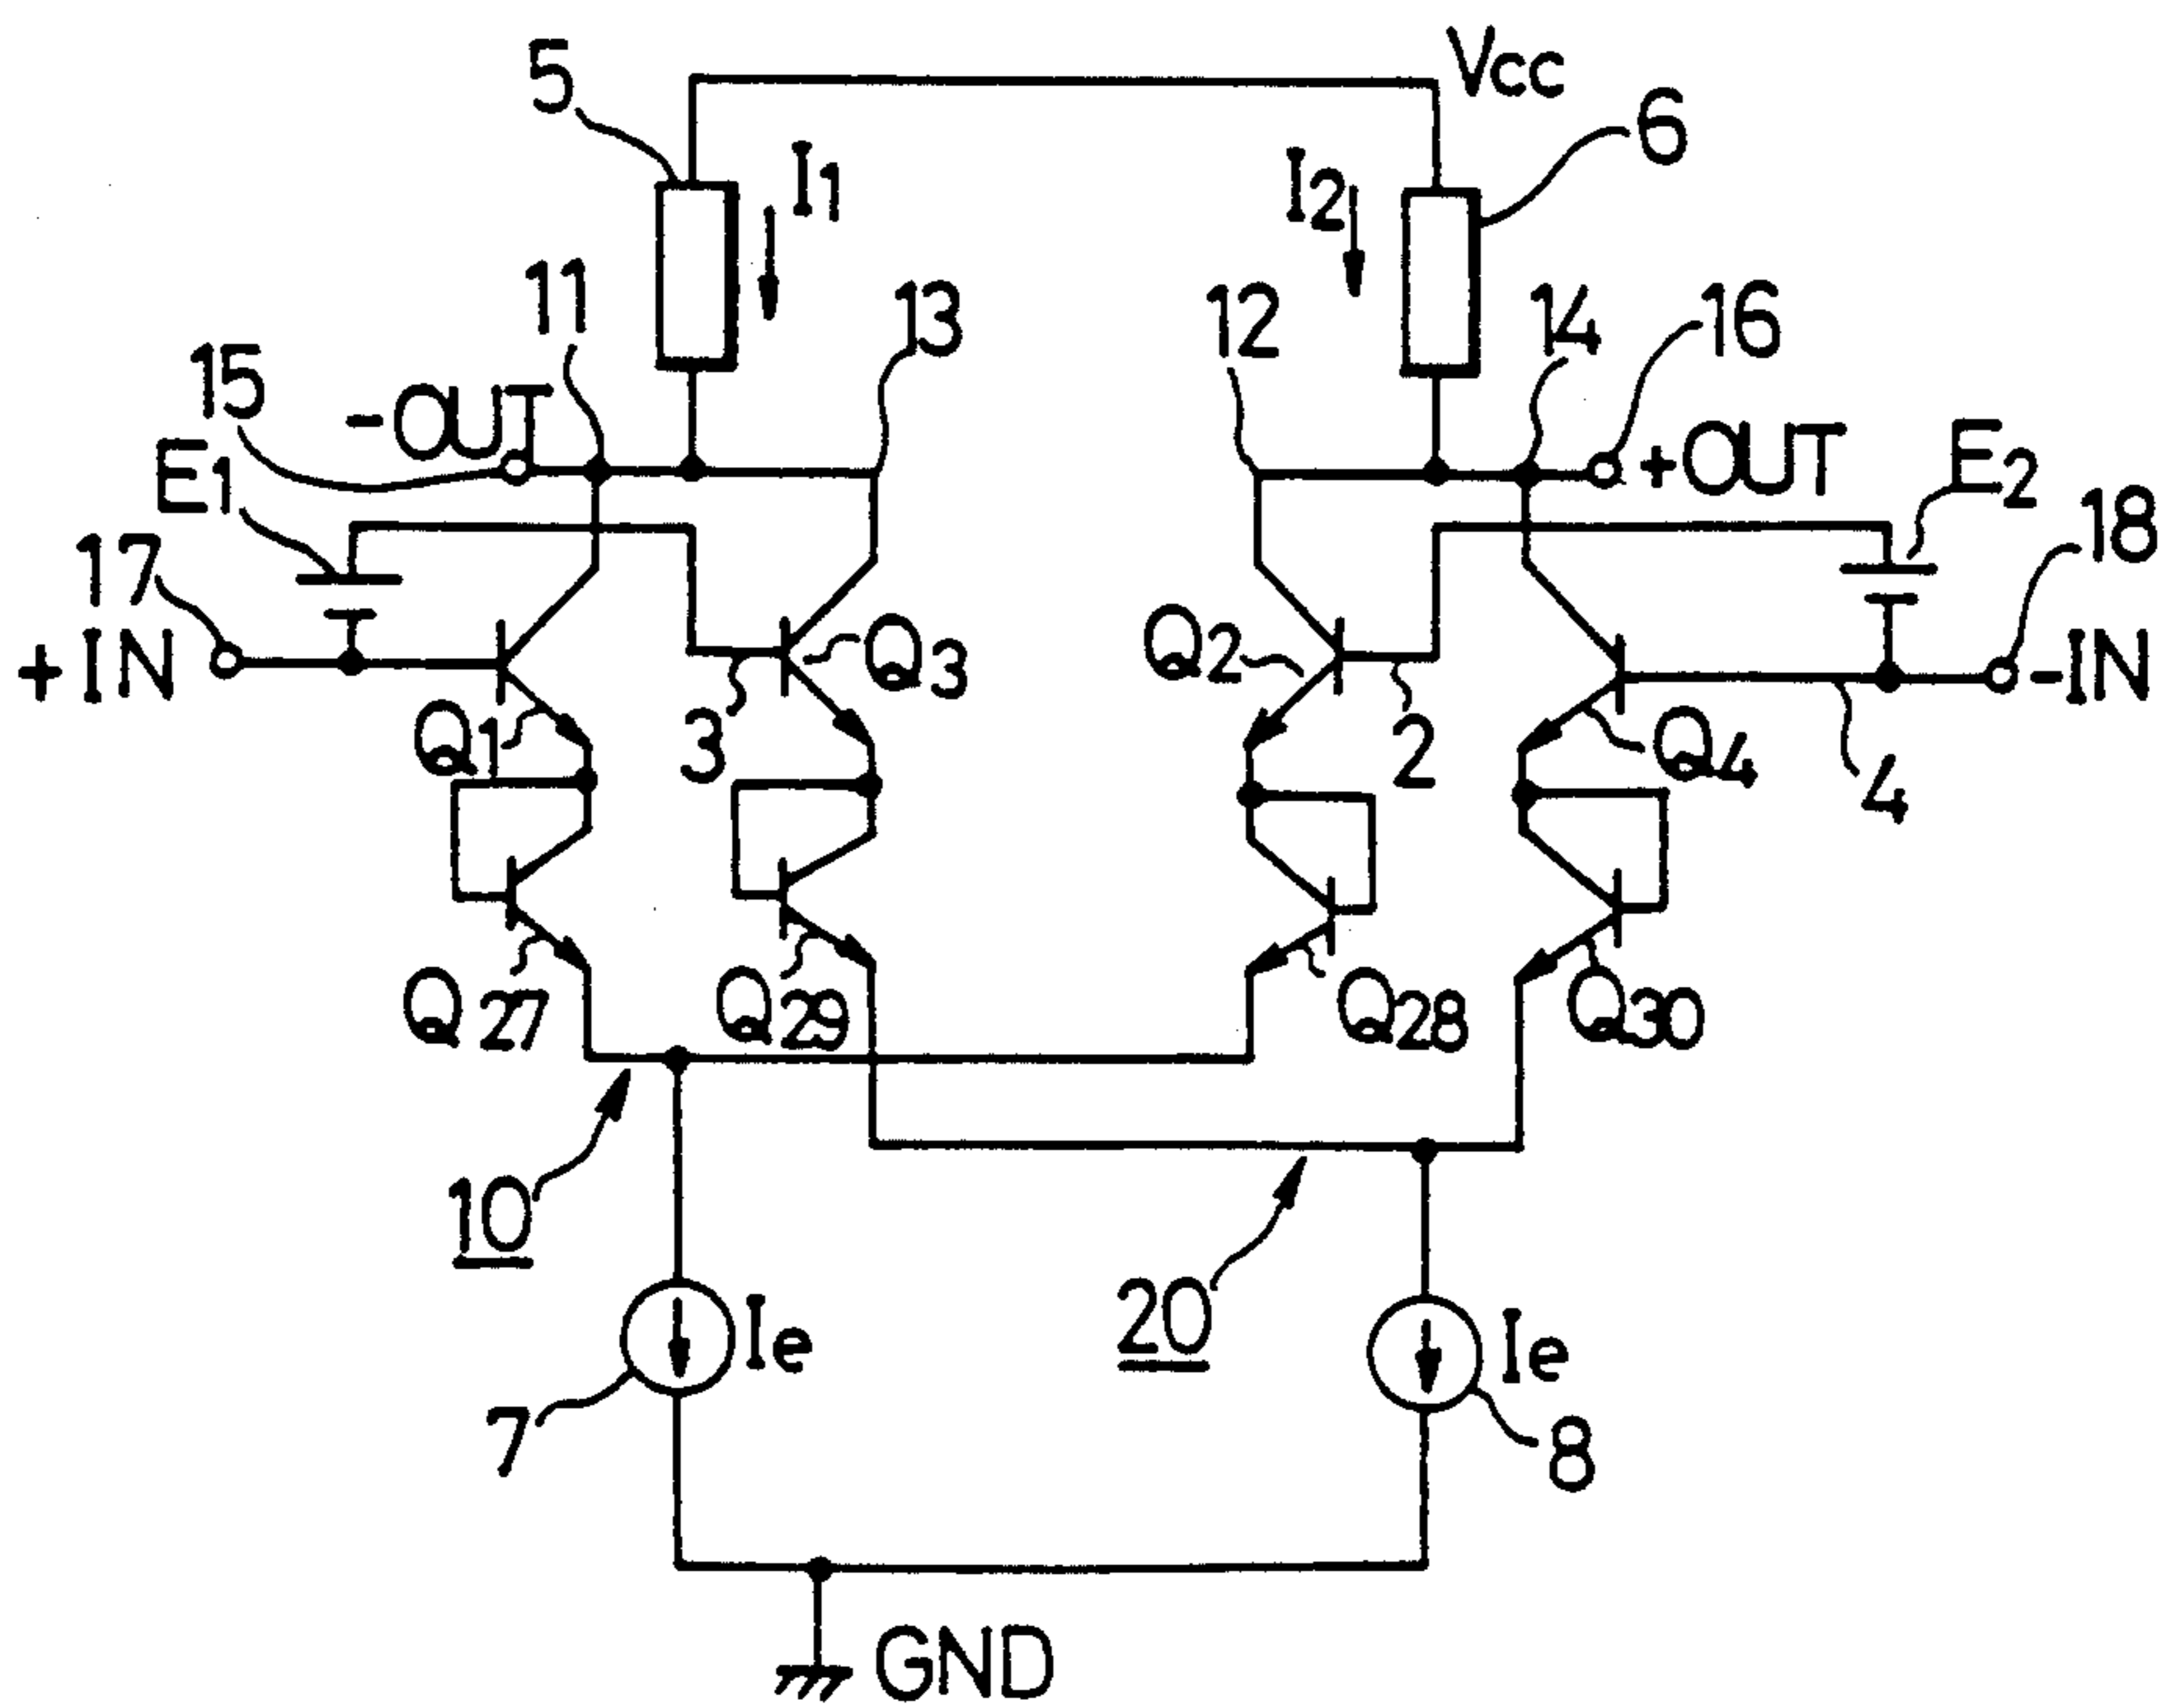 5
Vcc
6
I1
I2
11
13
12
14
16
15
-OUT
+OUT
E1
E2
18
17
+IN
Q3
Q2
-IN
Q1
3
2
Q4
4
Q27
Q29
Q28
Q30
10
20
Ie
Ie
7
8
GND